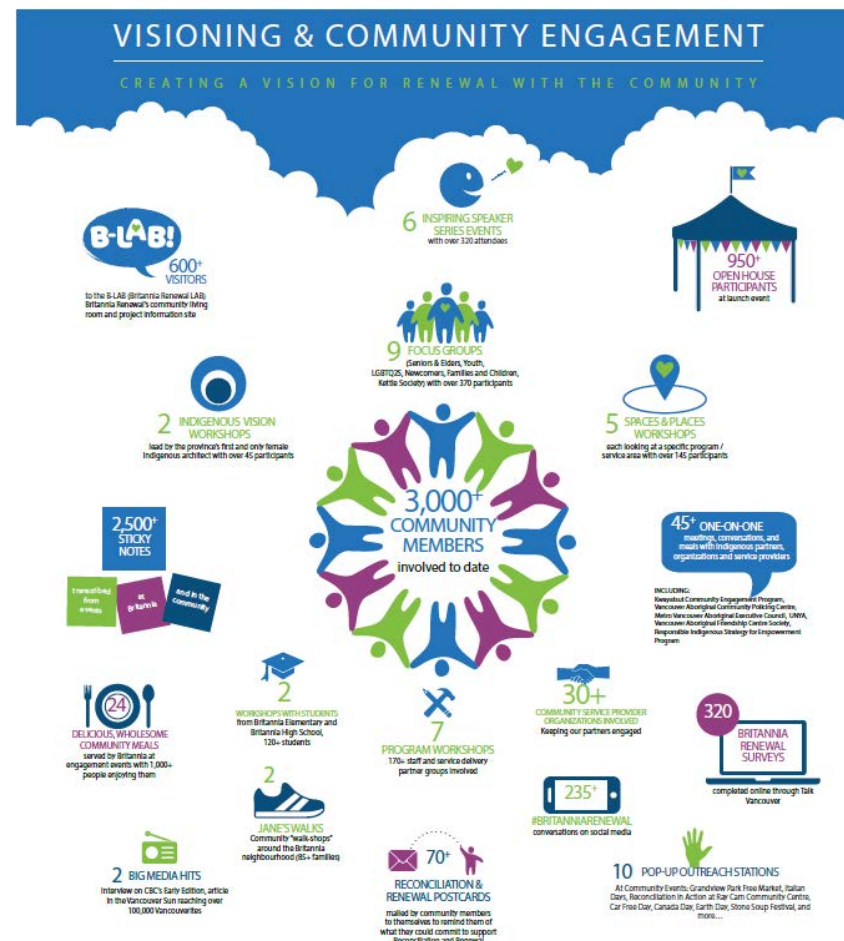 VISIONING & COMMUNITY ENGAGEMENT
CREATING A VISION FOR RENEWAL WITH THE COMMUNITY
6 INSPIRING SPEAKER
SERIES EVENTS
with over 320 attendees
B-LAB!
600+
VISITORS
to the B-LAB (Britannia Renewal LAB)
Britannia Renewal's community living
room and project information site
950+
OPEN HOUSE
PARTICIPANTS
at launch event
9 FOCUS GROUPS
(Seniors & Elders, Youth,
LGBTQ2S, Newcomers, Families and Children,
Kettle Society) with over 370 participants
2 INDIGENOUS VISION
WORKSHOPS
lead by the province's first and only female
Indigenous architect with over 45 participants
5 SPACES & PLACES
WORKSHOPS
each looking at a specific program /
service area with over 145 participants
3,000+
COMMUNITY
MEMBERS
involved to date
2,500+
STICKY
NOTES
transcribed
from
events
at
Britannia
and in the
community
45+ ONE-ON-ONE
meetings, conversations, and
meals with Indigenous partners,
organizations and service providers
INCLUDING:
Kwayatsut Community Engagement Program,
Vancouver Aboriginal Community Policing Centre,
Metro Vancouver Aboriginal Executive Council, UNYA,
Vancouver Aboriginal Friendship Centre Society,
Responsible Indigenous Strategy for Empowerment
Program
24
DELICIOUS, WHOLESOME
COMMUNITY MEALS
served by Britannia at
engagement events with 1,000+
people enjoying them
2
WORKSHOPS WITH STUDENTS
from Britannia Elementary and
Britannia High School,
120+ students
7
PROGRAM WORKSHOPS
170+ staff and service delivery
partner groups involved
30+
COMMUNITY SERVICE PROVIDER
ORGANIZATIONS INVOLVED
Keeping our partners engaged
320
BRITANNIA
RENEWAL
SURVEYS
completed online through Talk
Vancouver
2
JANE'S WALKS
Community "walk-shops"
around the Britannia
neighbourhood (85+ families)
235+
#BRITANNIARENEWAL
conversations on social media
2 BIG MEDIA HITS
Interview on CBC's Early Edition, article
in the Vancouver Sun reaching over
100,000 Vancouverites
70+
RECONCILIATION &
RENEWAL POSTCARDS
mailed by community members
to themselves to remind them of
what they could commit to support
Reconciliation and Renewal
10 POP-UP OUTREACH STATIONS
At Community Events: Grandview Park Free Market, Italian
Days, Reconciliation in Action at Ray Cam Community Centre,
Car Free Day, Canada Day, Earth Day, Stone Soup Festival, and
more...